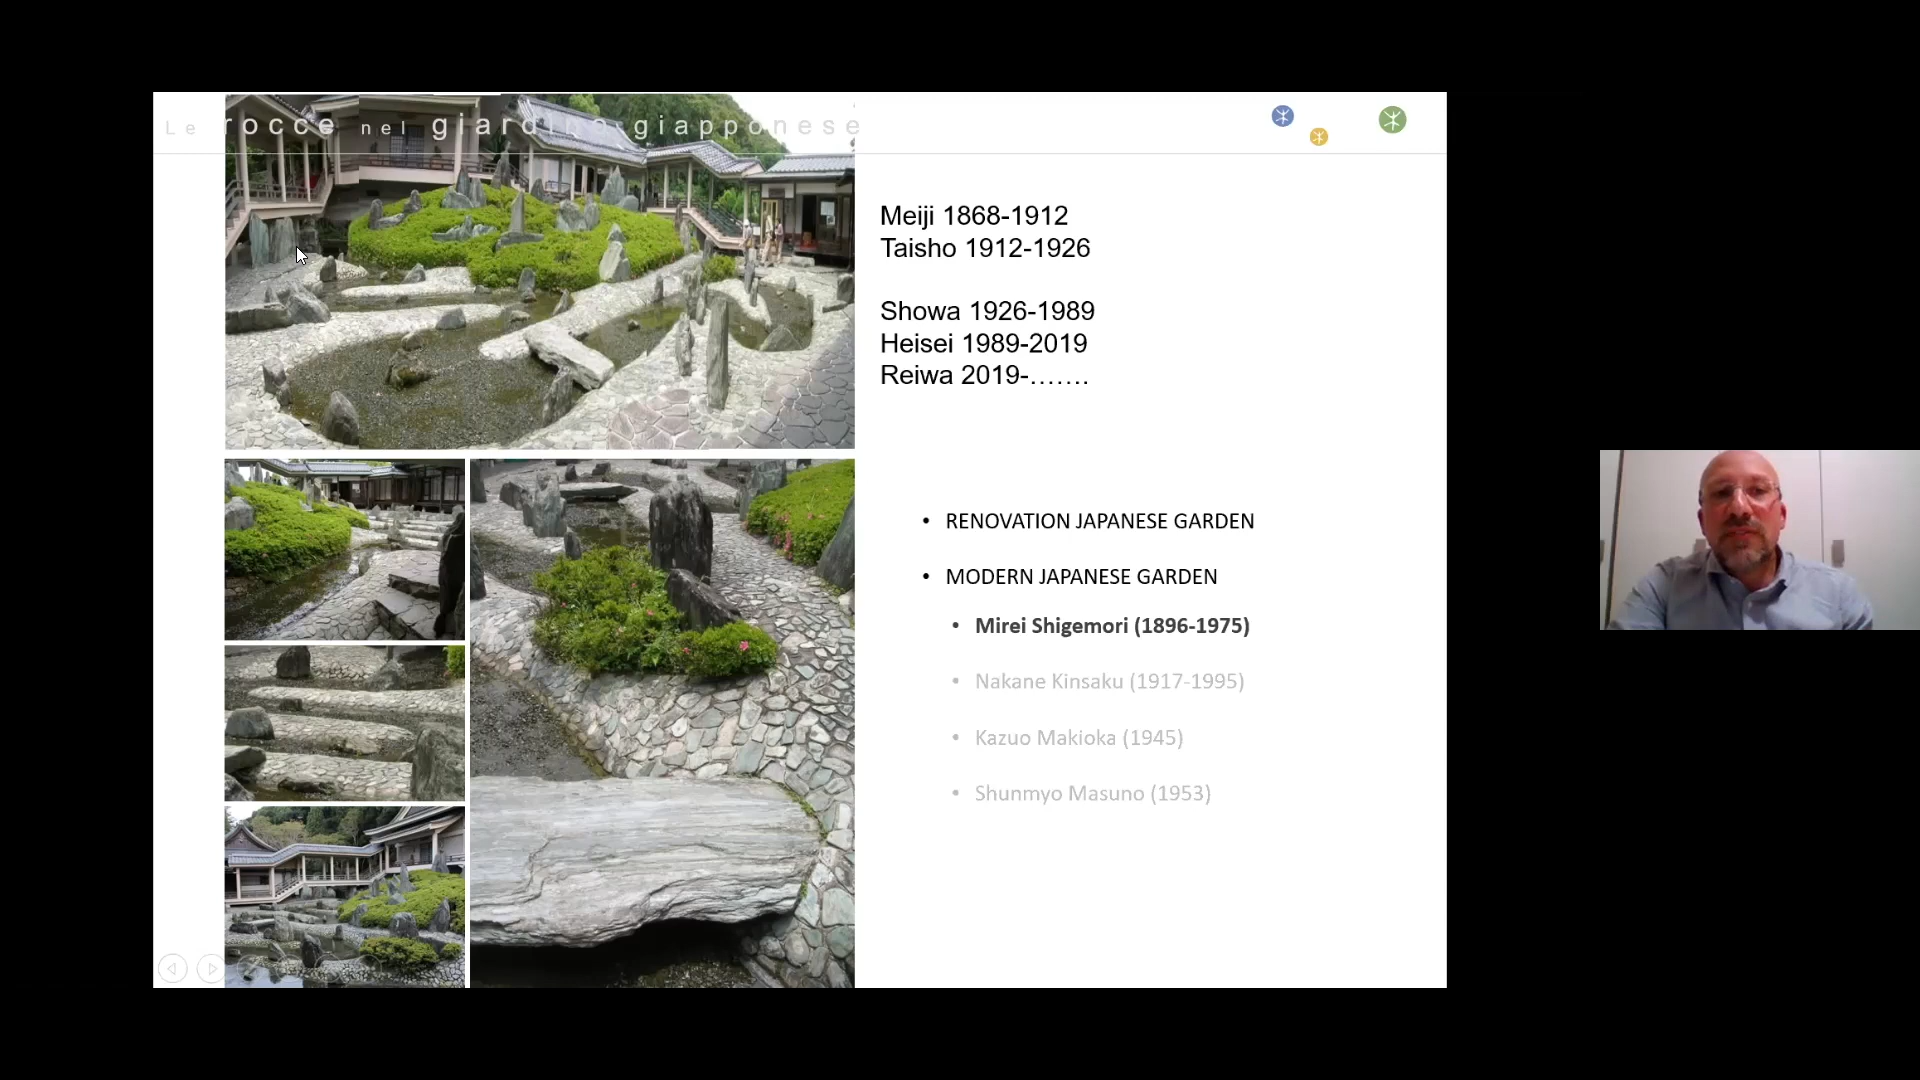 Le rocce nel giardino giapponese
Meiji 1868-1912
Taisho 1912-1926
Showa 1926-1989
Heisei 1989-2019
Reiwa 2019-…….
• RENOVATION JAPANESE GARDEN
• MODERN JAPANESE GARDEN
• Mirei Shigemori (1896-1975)
• Nakane Kinsaku (1917-1995)
• Kazuo Makioka (1945)
• Shunmyo Masuno (1953)